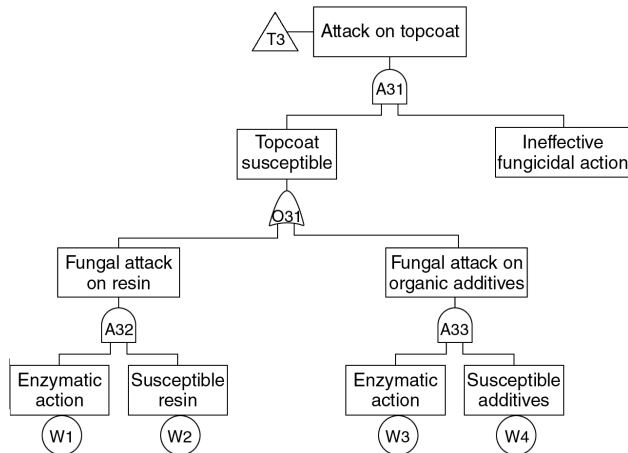 T3
Attack on topcoat
A31
Topcoat
susceptible
Ineffective
fungicidal action
O31
Fungal attack
on resin
Fungal attack on
organic additives
A32
A33
Enzymatic
action
Susceptible
resin
Enzymatic
action
Susceptible
additives
W1
W2
W3
W4